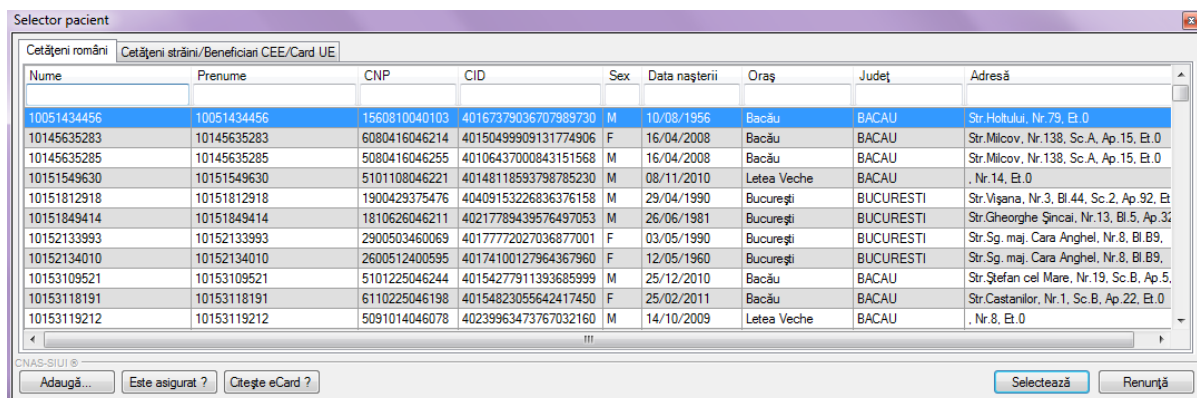 Selector pacient
Cetăţeni români Cetăţeni străini/Beneficiari CEE/Card UE
Nume Prenume CNP CID Sex Data naşterii Oraş Judeţ Adresă
10051434456 10051434456 1560810040103 40167379036707989730 M 10/08/1956 Bacău BACAU Str.Holtului, Nr.79, Et.0
10145635283 10145635283 6080416046214 40150499909131774906 F 16/04/2008 Bacău BACAU Str.Milcov, Nr.138, Sc.A, Ap.15, Et.0
10145635285 10145635285 5080416046255 40106437000843151568 M 16/04/2008 Bacău BACAU Str.Milcov, Nr.138, Sc.A, Ap.15, Et.0
10151549630 10151549630 5101108046221 40148118593798785230 M 08/11/2010 Letea Veche BACAU , Nr.14, Et.0
10151812918 10151812918 1900429375476 40409153226836376158 M 29/04/1990 Bucureşti BUCURESTI Str.Vişana, Nr.3, Bl.44, Sc.2, Ap.92, Et
10151849414 10151849414 1810626046211 40217789439576497053 M 26/06/1981 Bucureşti BUCURESTI Str.Gheorghe Şincai, Nr.13, Bl.5, Ap.32
10152133993 10152133993 2900503460069 40177772027036877001 F 03/05/1990 Bucureşti BUCURESTI Str.Sg. maj. Cara Anghel, Nr.8, Bl.B9,
10152134010 10152134010 2600512400595 40174100127964367960 F 12/05/1960 Bucureşti BUCURESTI Str.Sg. maj. Cara Anghel, Nr.8, Bl.B9,
10153109521 10153109521 5101225046244 40154277911393685999 M 25/12/2010 Bacău BACAU Str.Ştefan cel Mare, Nr.19, Sc.B, Ap.5,
10153118191 10153118191 6110225046198 40154823055642417450 F 25/02/2011 Bacău BACAU Str.Castanilor, Nr.1, Sc.B, Ap.22, Et.0
10153119212 10153119212 5091014046078 40239963473767032160 M 14/10/2009 Letea Veche BACAU , Nr.8, Et.0
CNAS-SIUI ®
Adaugă... Este asigurat ? Citeşte eCard ? Selectează Renunţă